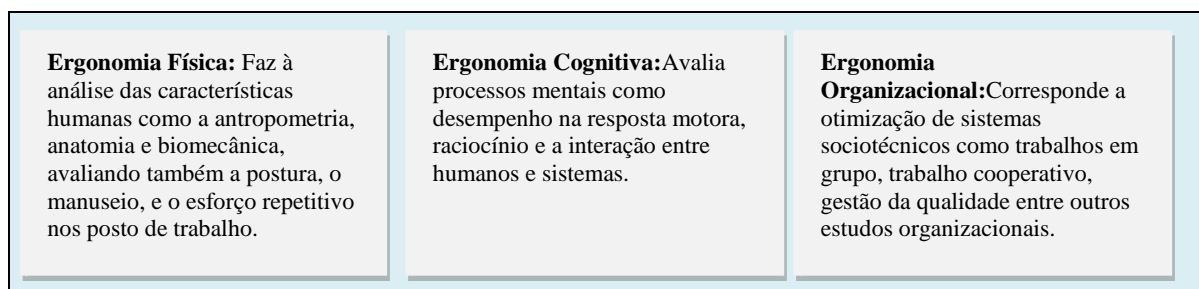 Ergonomia Física: Faz à
análise das características
humanas como a antropometria,
anatomia e biomecânica,
avaliando também a postura, o
manuseio, e o esforço repetitivo
nos posto de trabalho.
Ergonomia Cognitiva:Avalia
processos mentais como
desempenho na resposta motora,
raciocínio e a interação entre
humanos e sistemas.
Ergonomia
Organizacional:Corresponde a
otimização de sistemas
sociotécnicos como trabalhos em
grupo, trabalho cooperativo,
gestão da qualidade entre outros
estudos organizacionais.